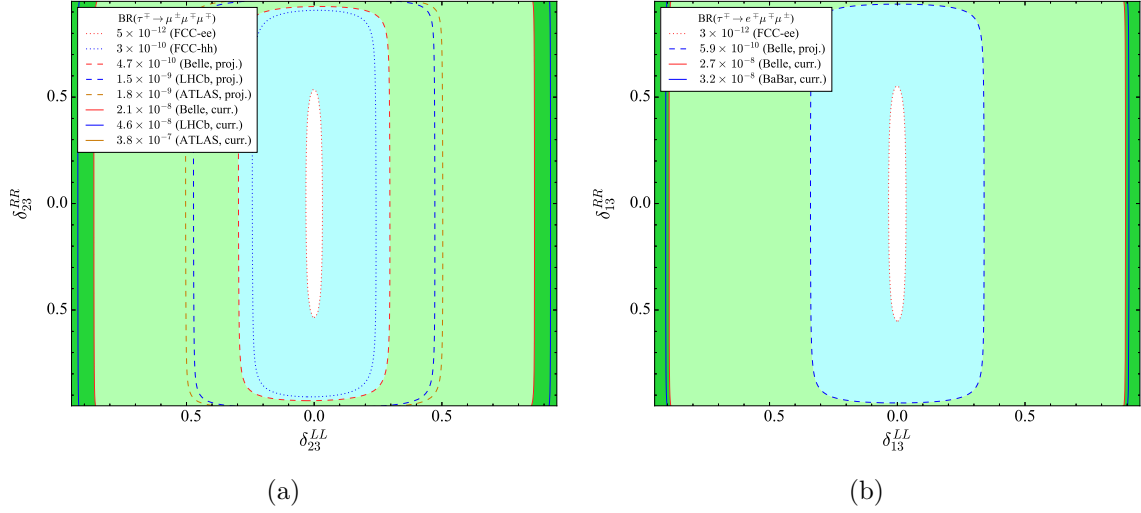 BR(τ^∓ → μ^± μ^∓ μ^∓)
5 × 10^−12 (FCC-ee)
3 × 10^−10 (FCC-hh)
4.7 × 10^−10 (Belle, proj.)
1.5 × 10^−9 (LHCb, proj.)
1.8 × 10^−9 (ATLAS, proj.)
2.1 × 10^−8 (Belle, curr.)
4.6 × 10^−8 (LHCb, curr.)
3.8 × 10^−7 (ATLAS, curr.)
0.5
0.0
0.5
δ_23^RR
0.5 0.0 0.5
δ_23^LL
(a)
BR(τ^∓ → e^∓ μ^∓ μ^±)
3 × 10^−12 (FCC-ee)
5.9 × 10^−10 (Belle, proj.)
2.7 × 10^−8 (Belle, curr.)
3.2 × 10^−8 (BaBar, curr.)
0.5
0.0
0.5
δ_13^RR
0.5 0.0 0.5
δ_13^LL
(b)